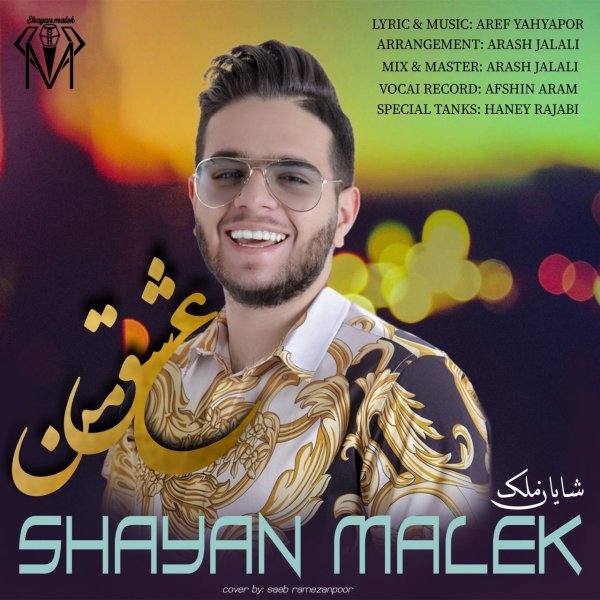 Shayan.malek
LYRIC & MUSIC: AREF YAHYAPOR
ARRANGEMENT: ARASH JALALI
MIX & MASTER: ARASH JALALI
VOCAI RECORD: AFSHIN ARAM
SPECIAL TANKS: HANEY RAJABI
عشق من
شایان ملک
SHAYAN MALEK
cover by: saeb ramezanpoor